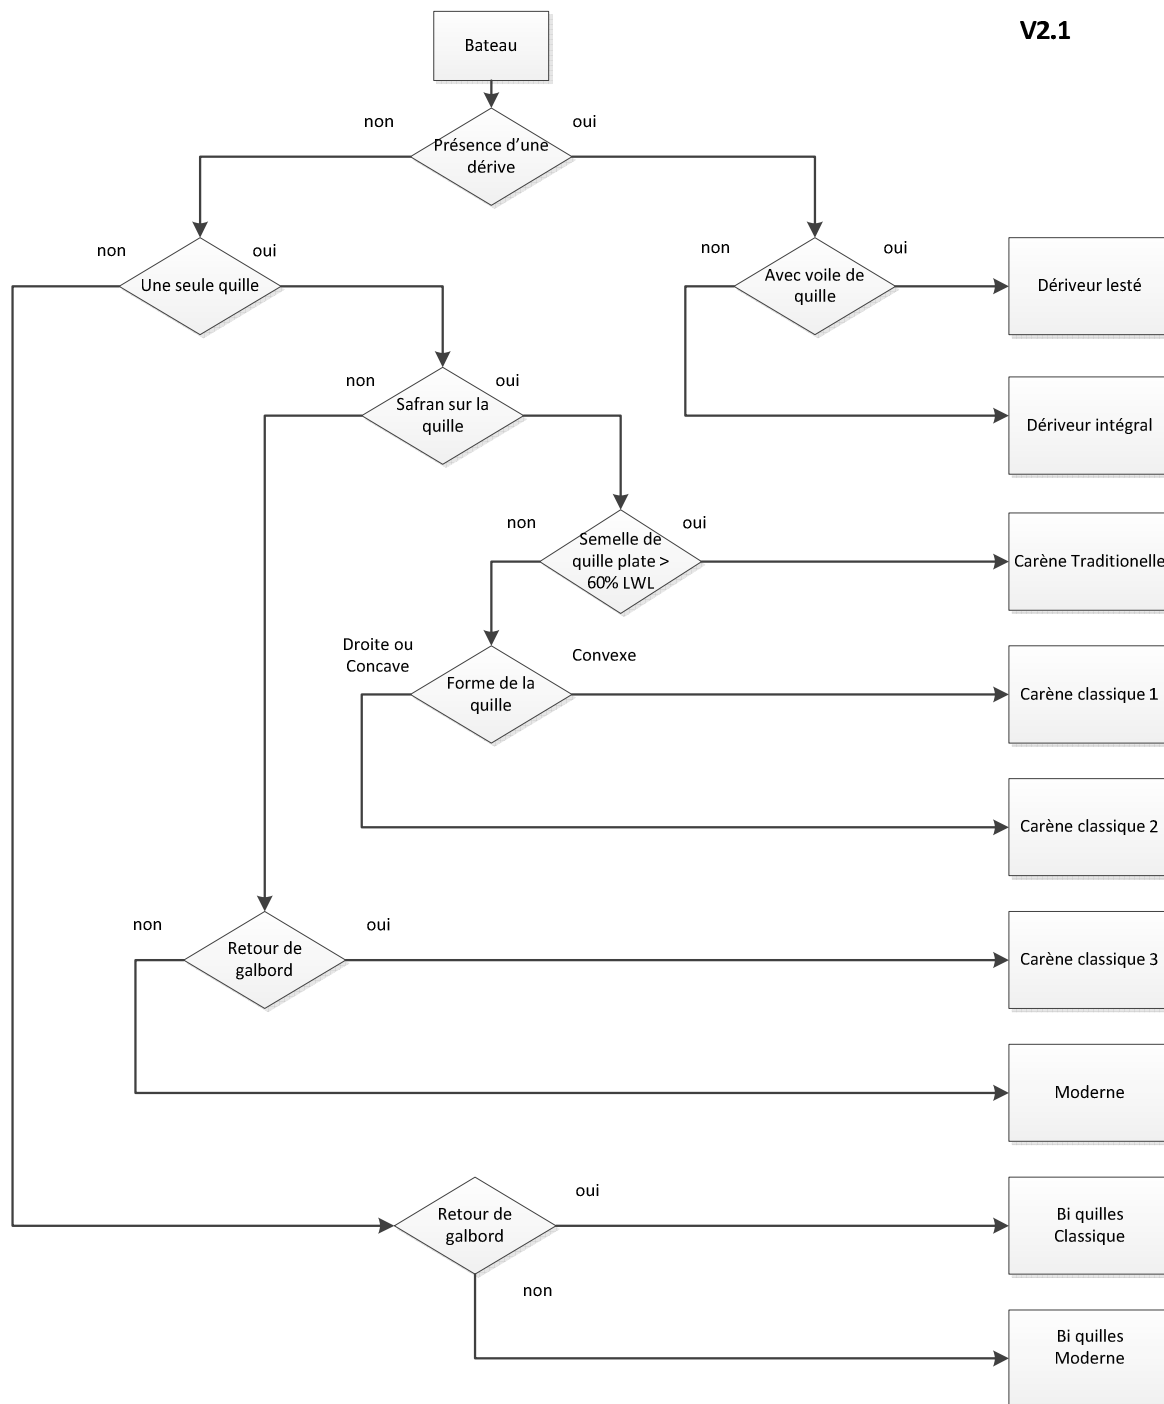 V2.1
Bateau
non
oui
Présence d'une
dérive
non
oui
non
oui
Une seule quille
Avec voile de
quille
Dériveur lesté
non
oui
Safran sur la
quille
Dériveur intégral
non
oui
Semelle de
quille plate >
60% LWL
Carène Traditionelle
Droite ou
Concave
Convexe
Forme de la
quille
Carène classique 1
Carène classique 2
non
oui
Retour de
galbord
Carène classique 3
Moderne
oui
Retour de
galbord
non
Bi quilles
Classique
Bi quilles
Moderne